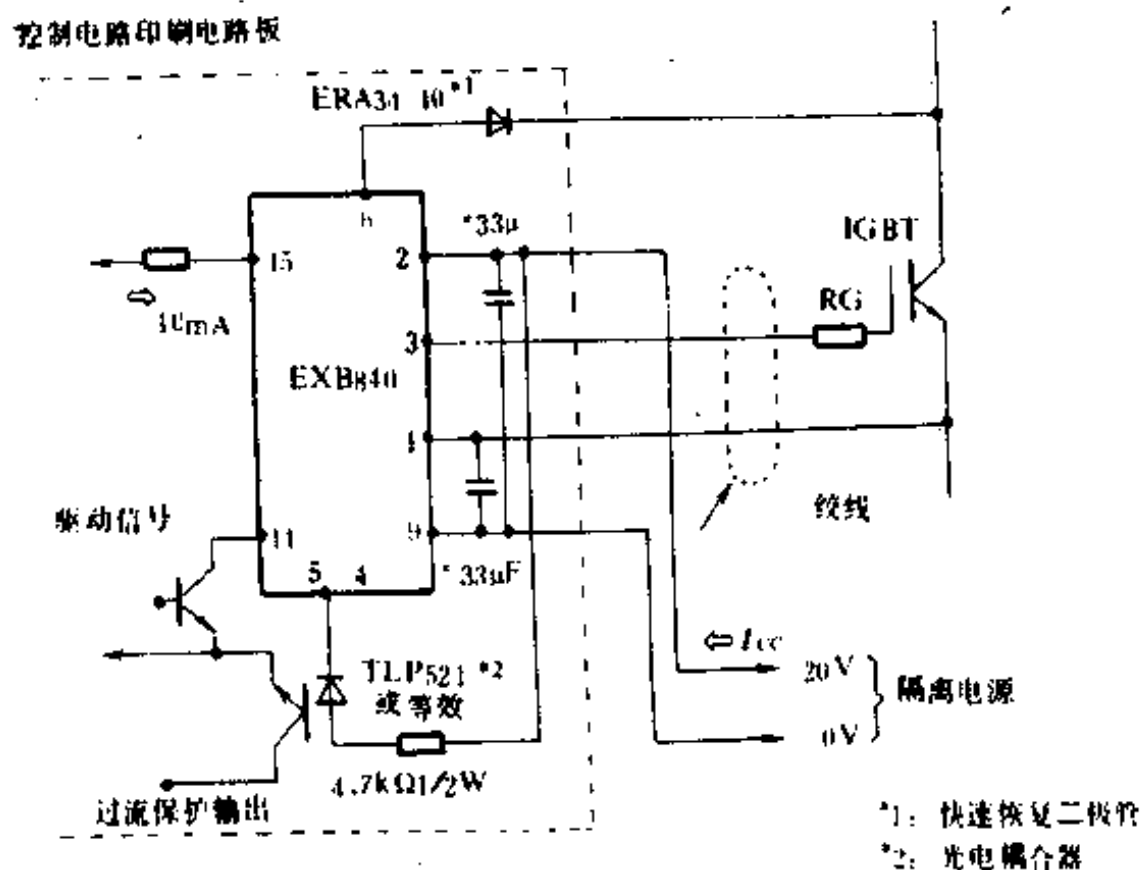 控制电路印刷电路板
ERA34 10 *1
6
*33μ
15
2
IGBT
RG
10mA
3
EXB840
1
驱动信号
绞线
11
9
5 4
*33μF
⇦ Icc
TLP521 *2
或等效
20V
隔离电源
0V
4.7kΩ1/2W
过流保护输出
*1: 快速恢复二极管
*2: 光电耦合器